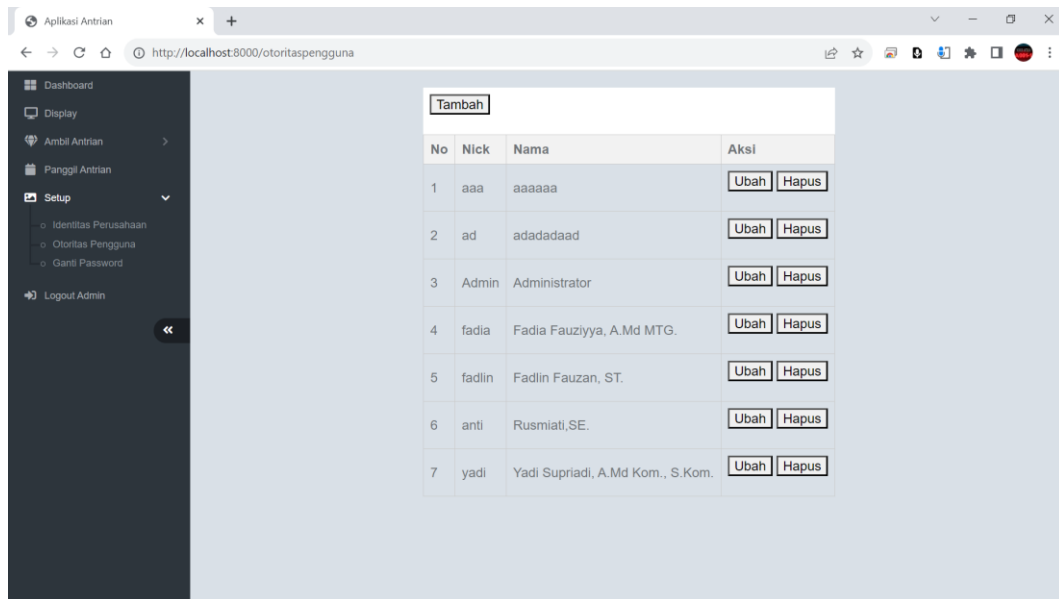 Aplikasi Antrian
http://localhost:8000/otoritaspengguna
Dashboard
Display
Ambil Antrian
Panggil Antrian
Setup
Identitas Perusahaan
Otoritas Pengguna
Ganti Password
Logout Admin
Tambah
No Nick Nama Aksi
1 aaa aaaaaa Ubah Hapus
2 ad adadadaad Ubah Hapus
3 Admin Administrator Ubah Hapus
4 fadia Fadia Fauziyya, A.Md MTG. Ubah Hapus
5 fadlin Fadlin Fauzan, ST. Ubah Hapus
6 anti Rusmiati,SE. Ubah Hapus
7 yadi Yadi Supriadi, A.Md Kom., S.Kom. Ubah Hapus